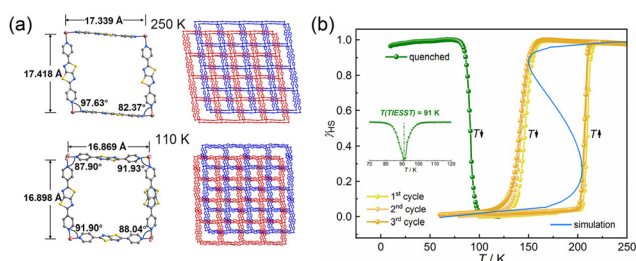 (a)
17.339 Å
250 K
17.418 Å
97.63°
82.37°
110 K
16.869 Å
87.90°
91.93°
16.898 Å
91.90°
88.04°
(b)
1.0
0.8
0.6
0.4
0.2
0.0
γHS
quenched
T(TIESST) = 91 K
70 80 90 100 120
T / K
T↓
T↓
T↑
1st cycle
2nd cycle
3rd cycle
simulation
0 50 100 150 200 250
T / K